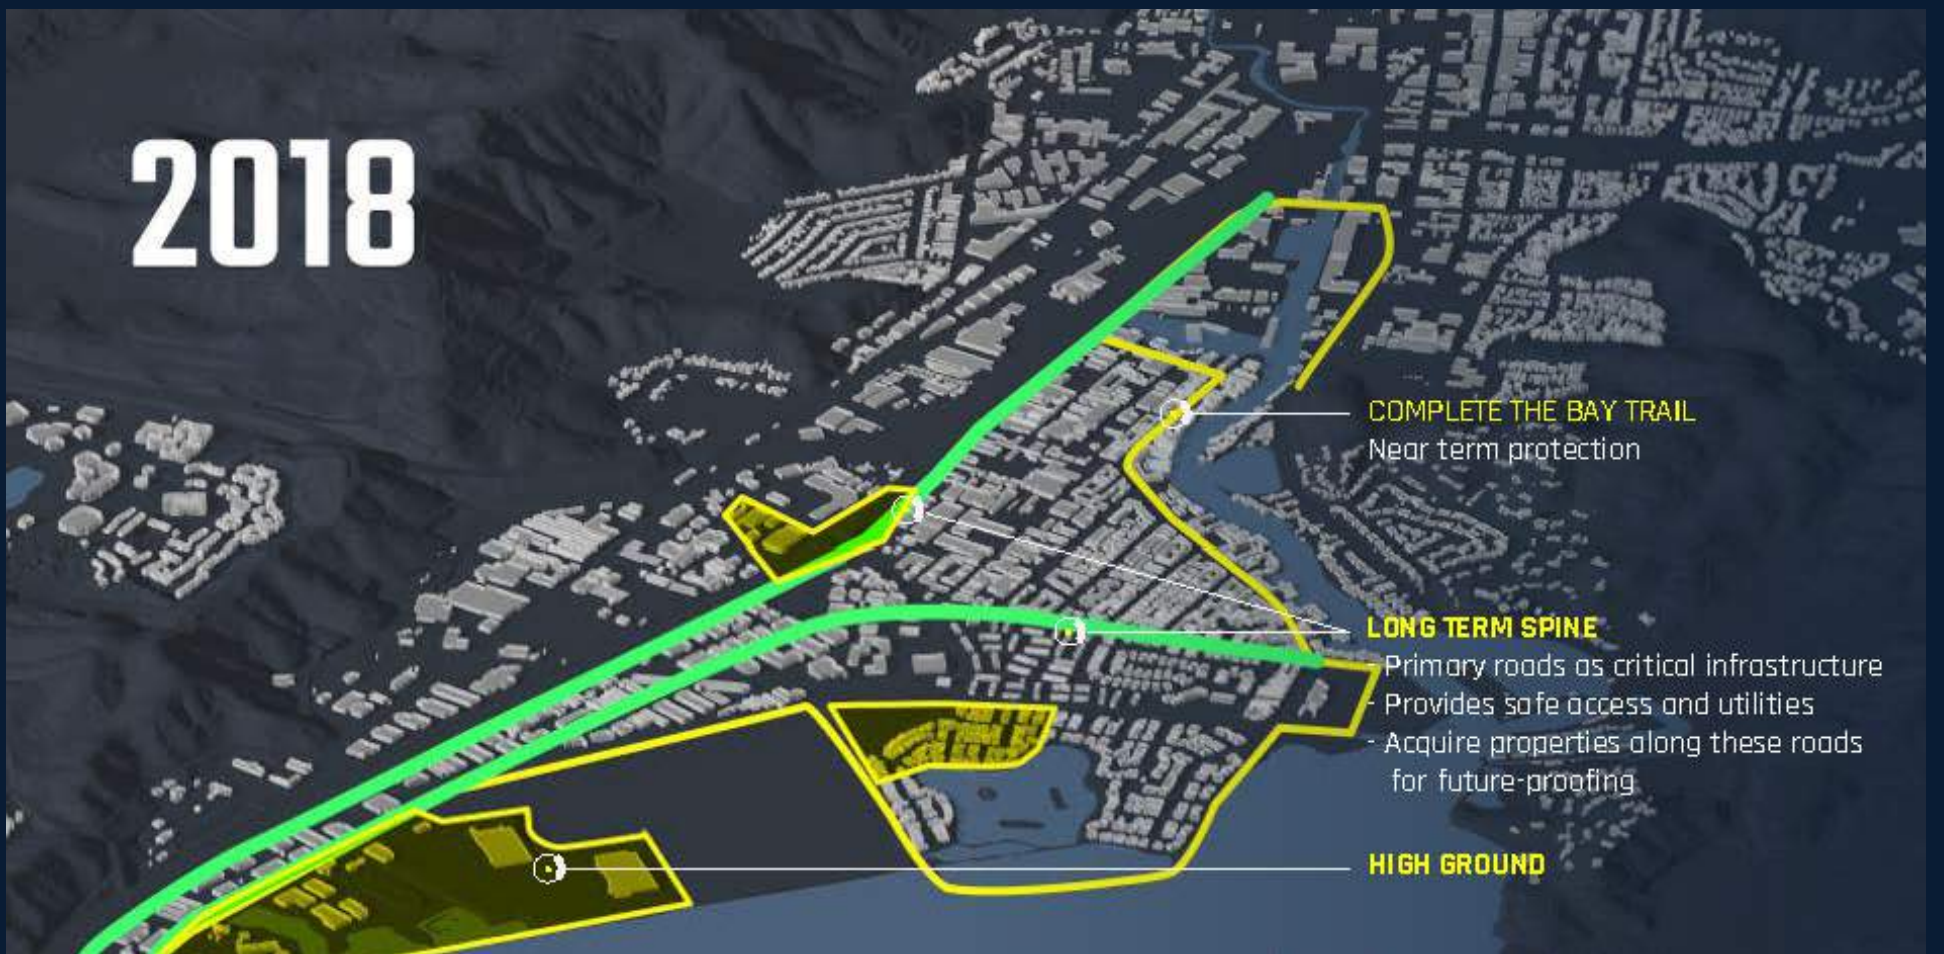 2018
COMPLETE THE BAY TRAIL
Near term protection
LONG TERM SPINE
- Primary roads as critical infrastructure
- Provides safe access and utilities
- Acquire properties along these roads
for future-proofing
HIGH GROUND